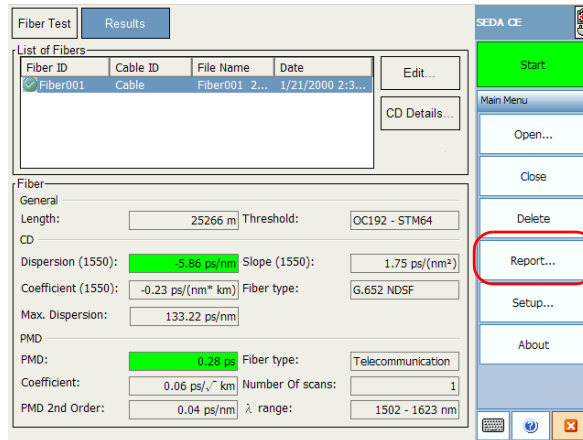 Fiber Test Results
SEDA CE
List of Fibers
Fiber ID Cable ID File Name Date
Fiber001 Cable Fiber001 2... 1/21/2000 2:3...
Edit...
CD Details...
Start
Main Menu
Open...
Close
Delete
Report...
Setup...
About
Fiber
General
Length: 25266 m Threshold: OC192 - STM64
CD
Dispersion (1550): -5.86 ps/nm Slope (1550): 1.75 ps/(nm²)
Coefficient (1550): -0.23 ps/(nm* km) Fiber type: G.652 NDSF
Max. Dispersion: 133.22 ps/nm
PMD
PMD: 0.28 ps Fiber type: Telecommunication
Coefficient: 0.06 ps/√ km Number Of scans: 1
PMD 2nd Order: 0.04 ps/nm λ range: 1502 - 1623 nm